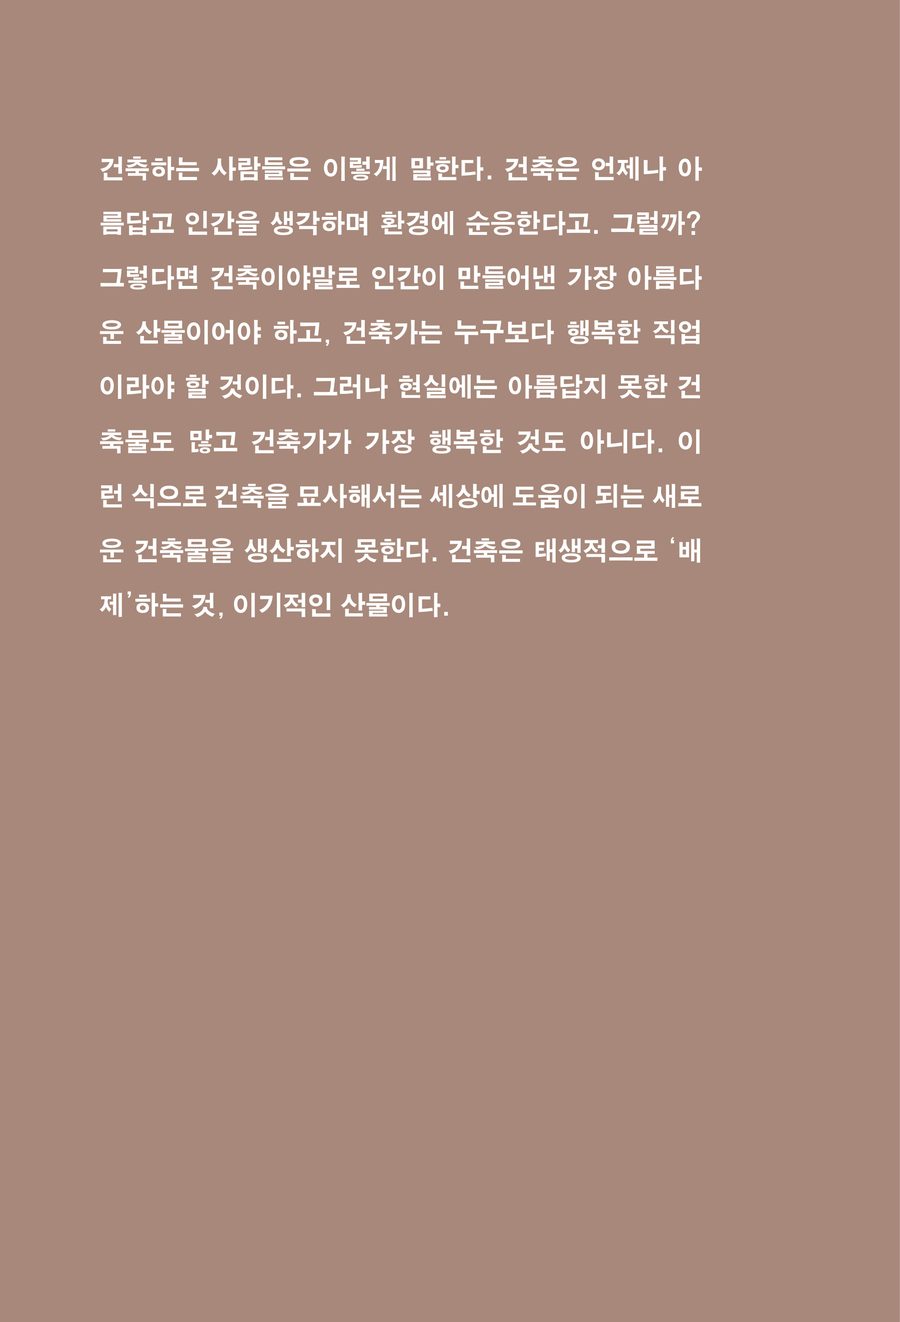 건축하는 사람들은 이렇게 말한다. 건축은 언제나 아
름답고 인간을 생각하며 환경에 순응한다고. 그럴까?
그렇다면 건축이야말로 인간이 만들어낸 가장 아름다
운 산물이어야 하고, 건축가는 누구보다 행복한 직업
이라야 할 것이다. 그러나 현실에는 아름답지 못한 건
축물도 많고 건축가가 가장 행복한 것도 아니다. 이
런 식으로 건축을 묘사해서는 세상에 도움이 되는 새로
운 건축물을 생산하지 못한다. 건축은 태생적으로 ‘배
제’하는 것, 이기적인 산물이다.